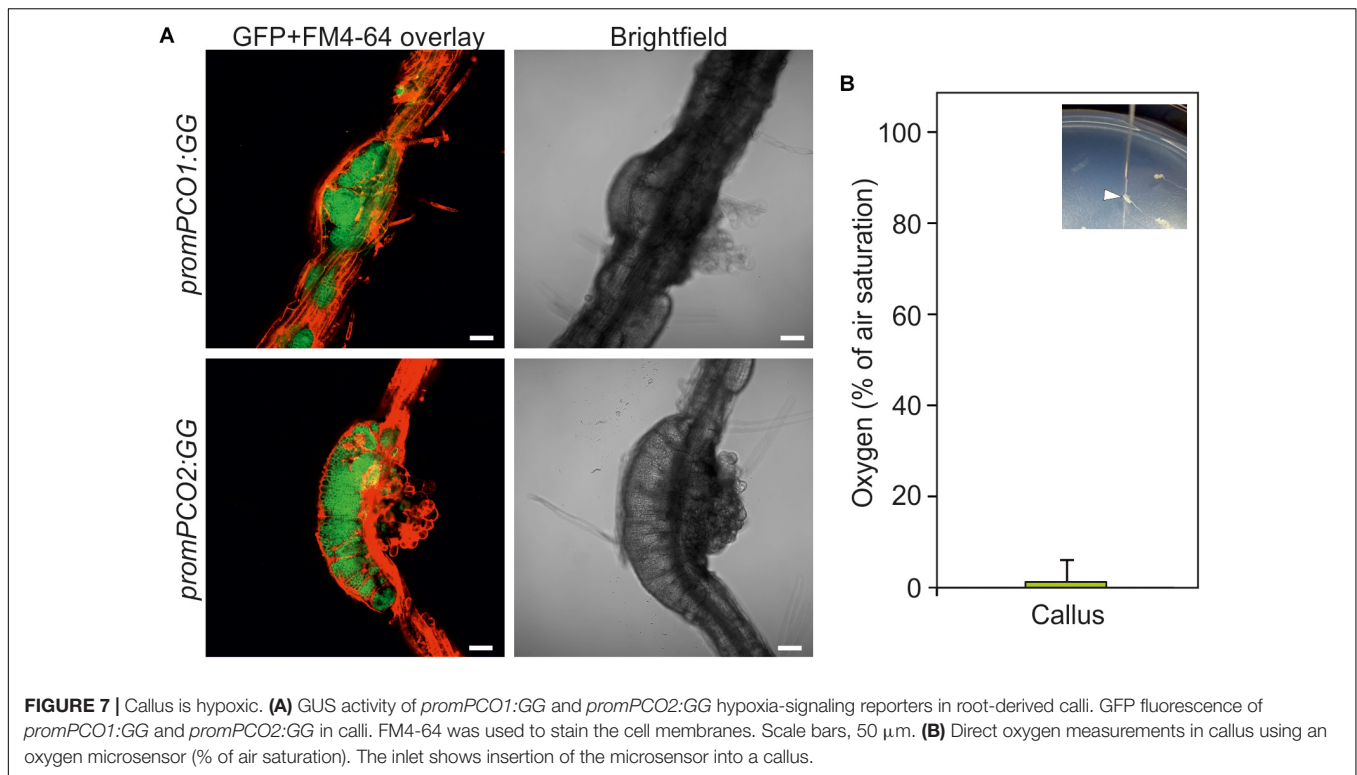 A
GFP+FM4-64 overlay
Brightfield
promPCO1:GG
promPCO2:GG
B
Oxygen (% of air saturation)
100
80
60
40
20
0
Callus
FIGURE 7 | Callus is hypoxic. (A) GUS activity of promPCO1:GG and promPCO2:GG hypoxia-signaling reporters in root-derived calli. GFP fluorescence of
promPCO1:GG and promPCO2:GG in calli. FM4-64 was used to stain the cell membranes. Scale bars, 50 μm. (B) Direct oxygen measurements in callus using an
oxygen microsensor (% of air saturation). The inlet shows insertion of the microsensor into a callus.